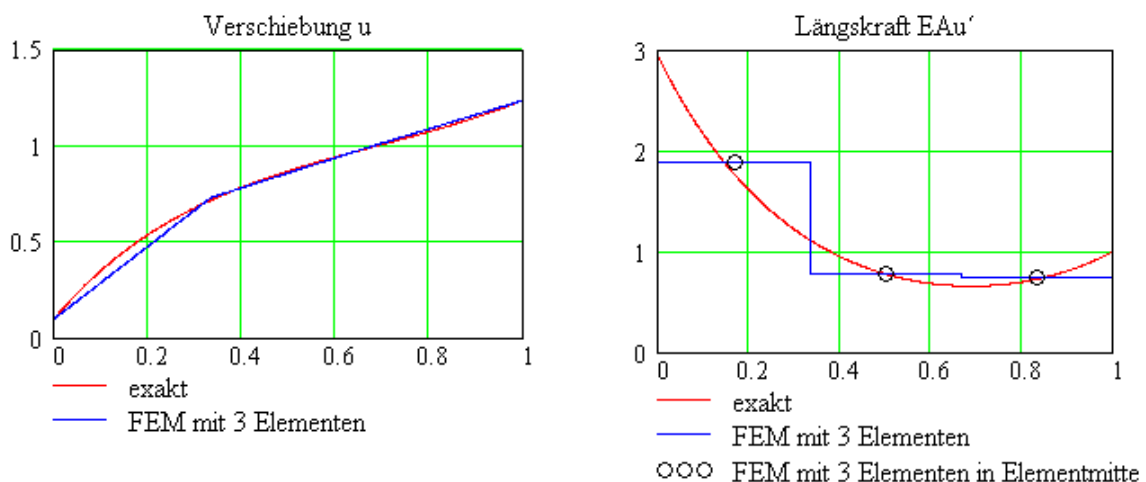 Verschiebung u
1.5
1
0.5
0
0 0.2 0.4 0.6 0.8 1
exakt
FEM mit 3 Elementen
Längskraft EAu′
3
2
1
0
0 0.2 0.4 0.6 0.8 1
exakt
FEM mit 3 Elementen
FEM mit 3 Elementen in Elementmitte